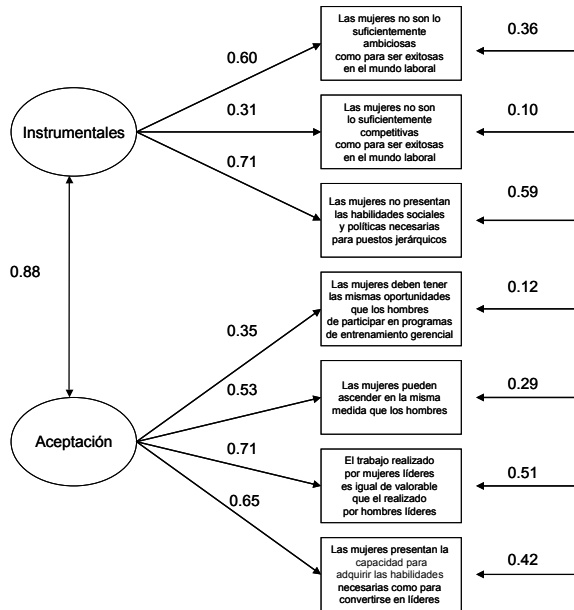 Las mujeres no son lo
suficientemente
ambiciosas
como para ser exitosas
en el mundo laboral
0.36
0.60
Instrumentales
0.31
Las mujeres no son
lo suficientemente
competitivas
como para ser exitosas
en el mundo laboral
0.10
0.71
Las mujeres no presentan
las habilidades sociales
y políticas necesarias
para puestos jerárquicos
0.59
0.88
Las mujeres deben tener
las mismas oportunidades
que los hombres
de participar en programas
de entrenamiento gerencial
0.12
0.35
0.53
Las mujeres pueden
ascender en la misma
medida que los hombres
0.29
Aceptación
0.71
El trabajo realizado
por mujeres líderes
es igual de valorable
que el realizado
por hombres líderes
0.51
0.65
Las mujeres presentan la
capacidad para
adquirir las habilidades
necesarias como para
convertirse en líderes
0.42